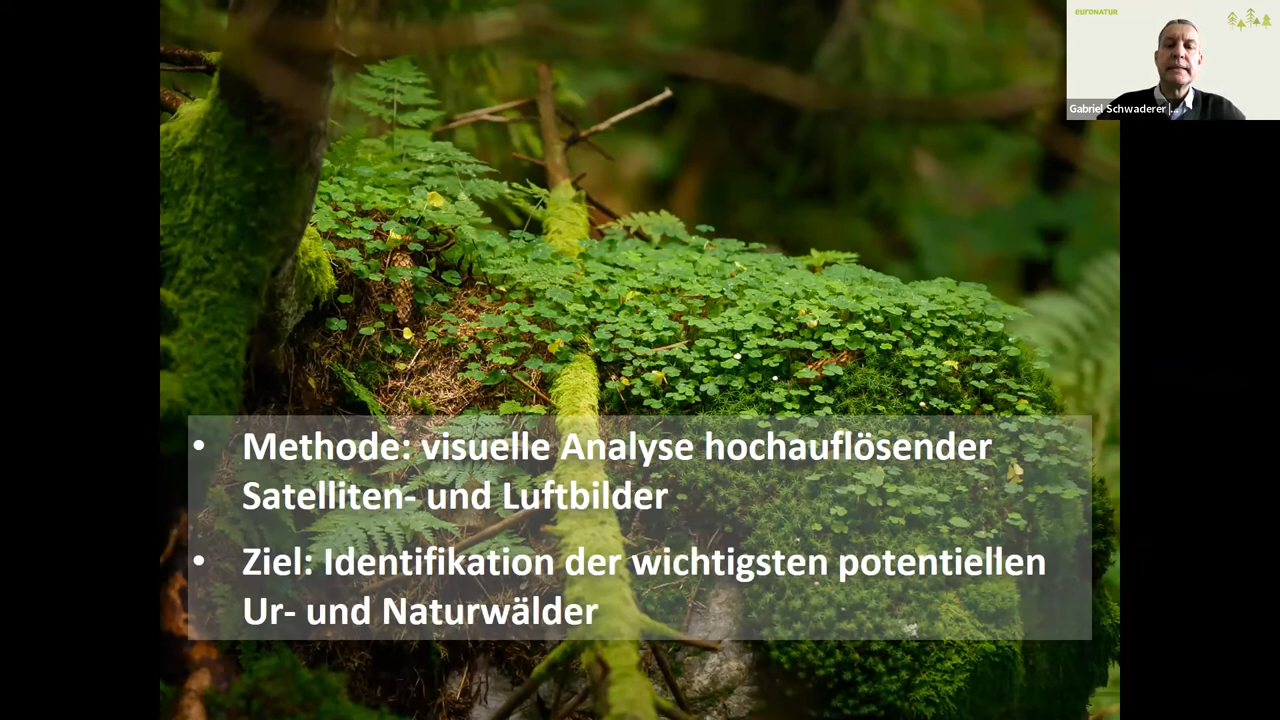 euronatur
Gabriel Schwaderer |...
• Methode: visuelle Analyse hochauflösender
Satelliten- und Luftbilder
• Ziel: Identifikation der wichtigsten potentiellen
Ur- und Naturwälder